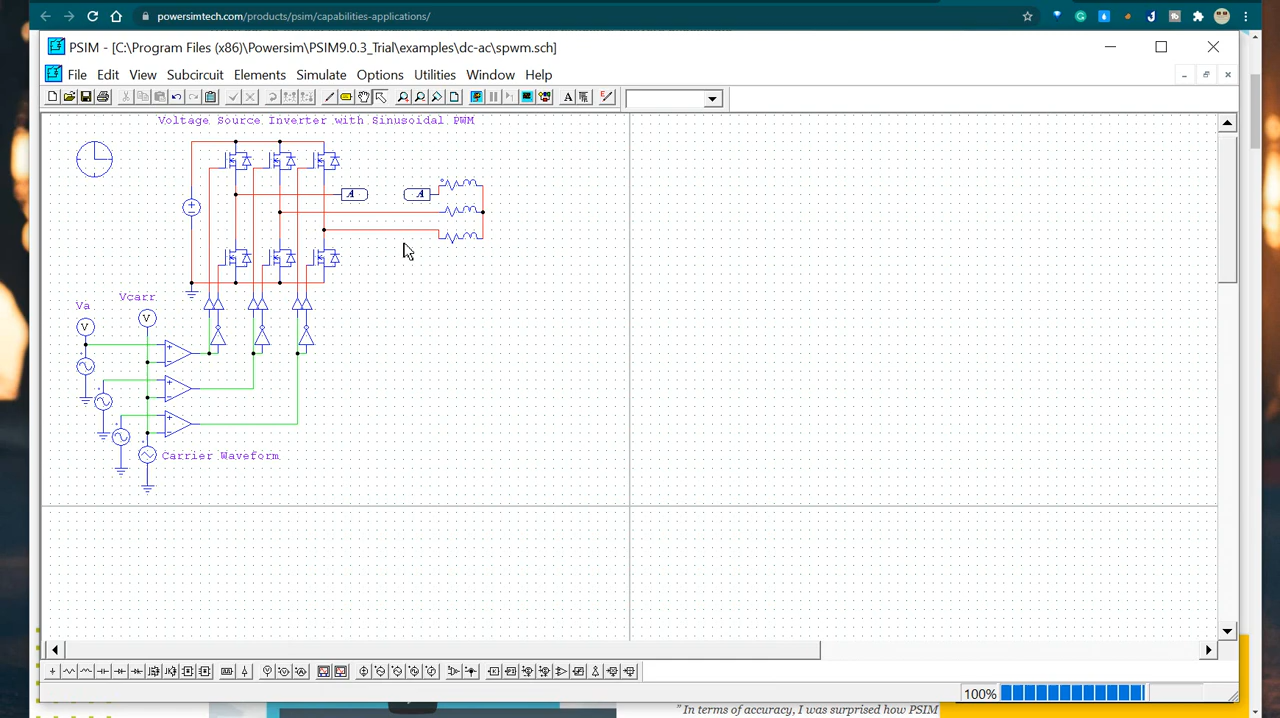 powersimtech.com/products/psim/capabilities-applications/
PSIM - [C:\Program Files (x86)\Powersim\PSIM9.0.3_Trial\examples\dc-ac\spwm.sch]
File Edit View Subcircuit Elements Simulate Options Utilities Window Help
Voltage Source Inverter with Sinusoidal PWM
A A
Vcarr
Va
V
V
Carrier Waveform
100%
" In terms of accuracy, I was surprised how PSIM